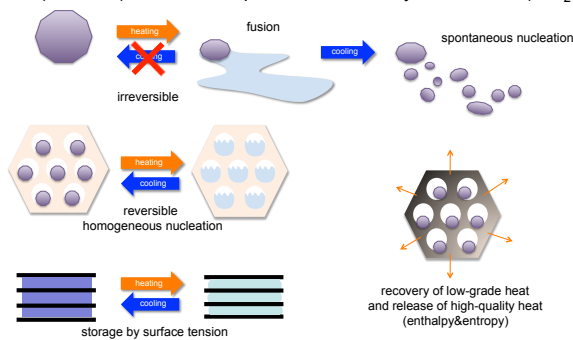 heating
fusion
cooling
cooling
spontaneous nucleation
irreversible
heating
cooling
reversible
homogeneous nucleation
heating
cooling
storage by surface tension
recovery of low-grade heat
and release of high-quality heat
(enthalpy&entropy)